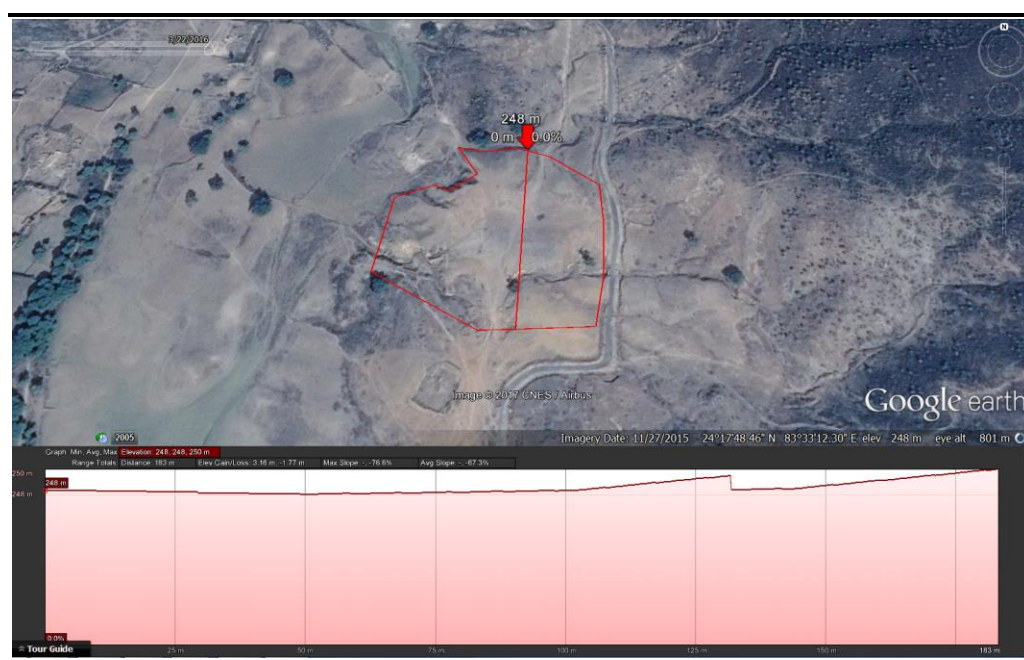 3/22/2016
N
248 m
0 m 0.0%
Image © 2017 CNES / Airbus
Google earth
2005
Imagery Date: 11/27/2015 24°17'48.46" N 83°33'12.30" E elev 248 m eye alt 801 m
Graph: Min, Avg, Max Elevation: 248, 248, 250 m
Range Totals: Distance: 183 m Elev Gain/Loss: 3.16 m, -1.77 m Max Slope: -, -76.6% Avg Slope: -, -67.3%
250 m
248 m
248 m
0.0%
Tour Guide
25 m 50 m 75 m 100 m 125 m 150 m 183 m